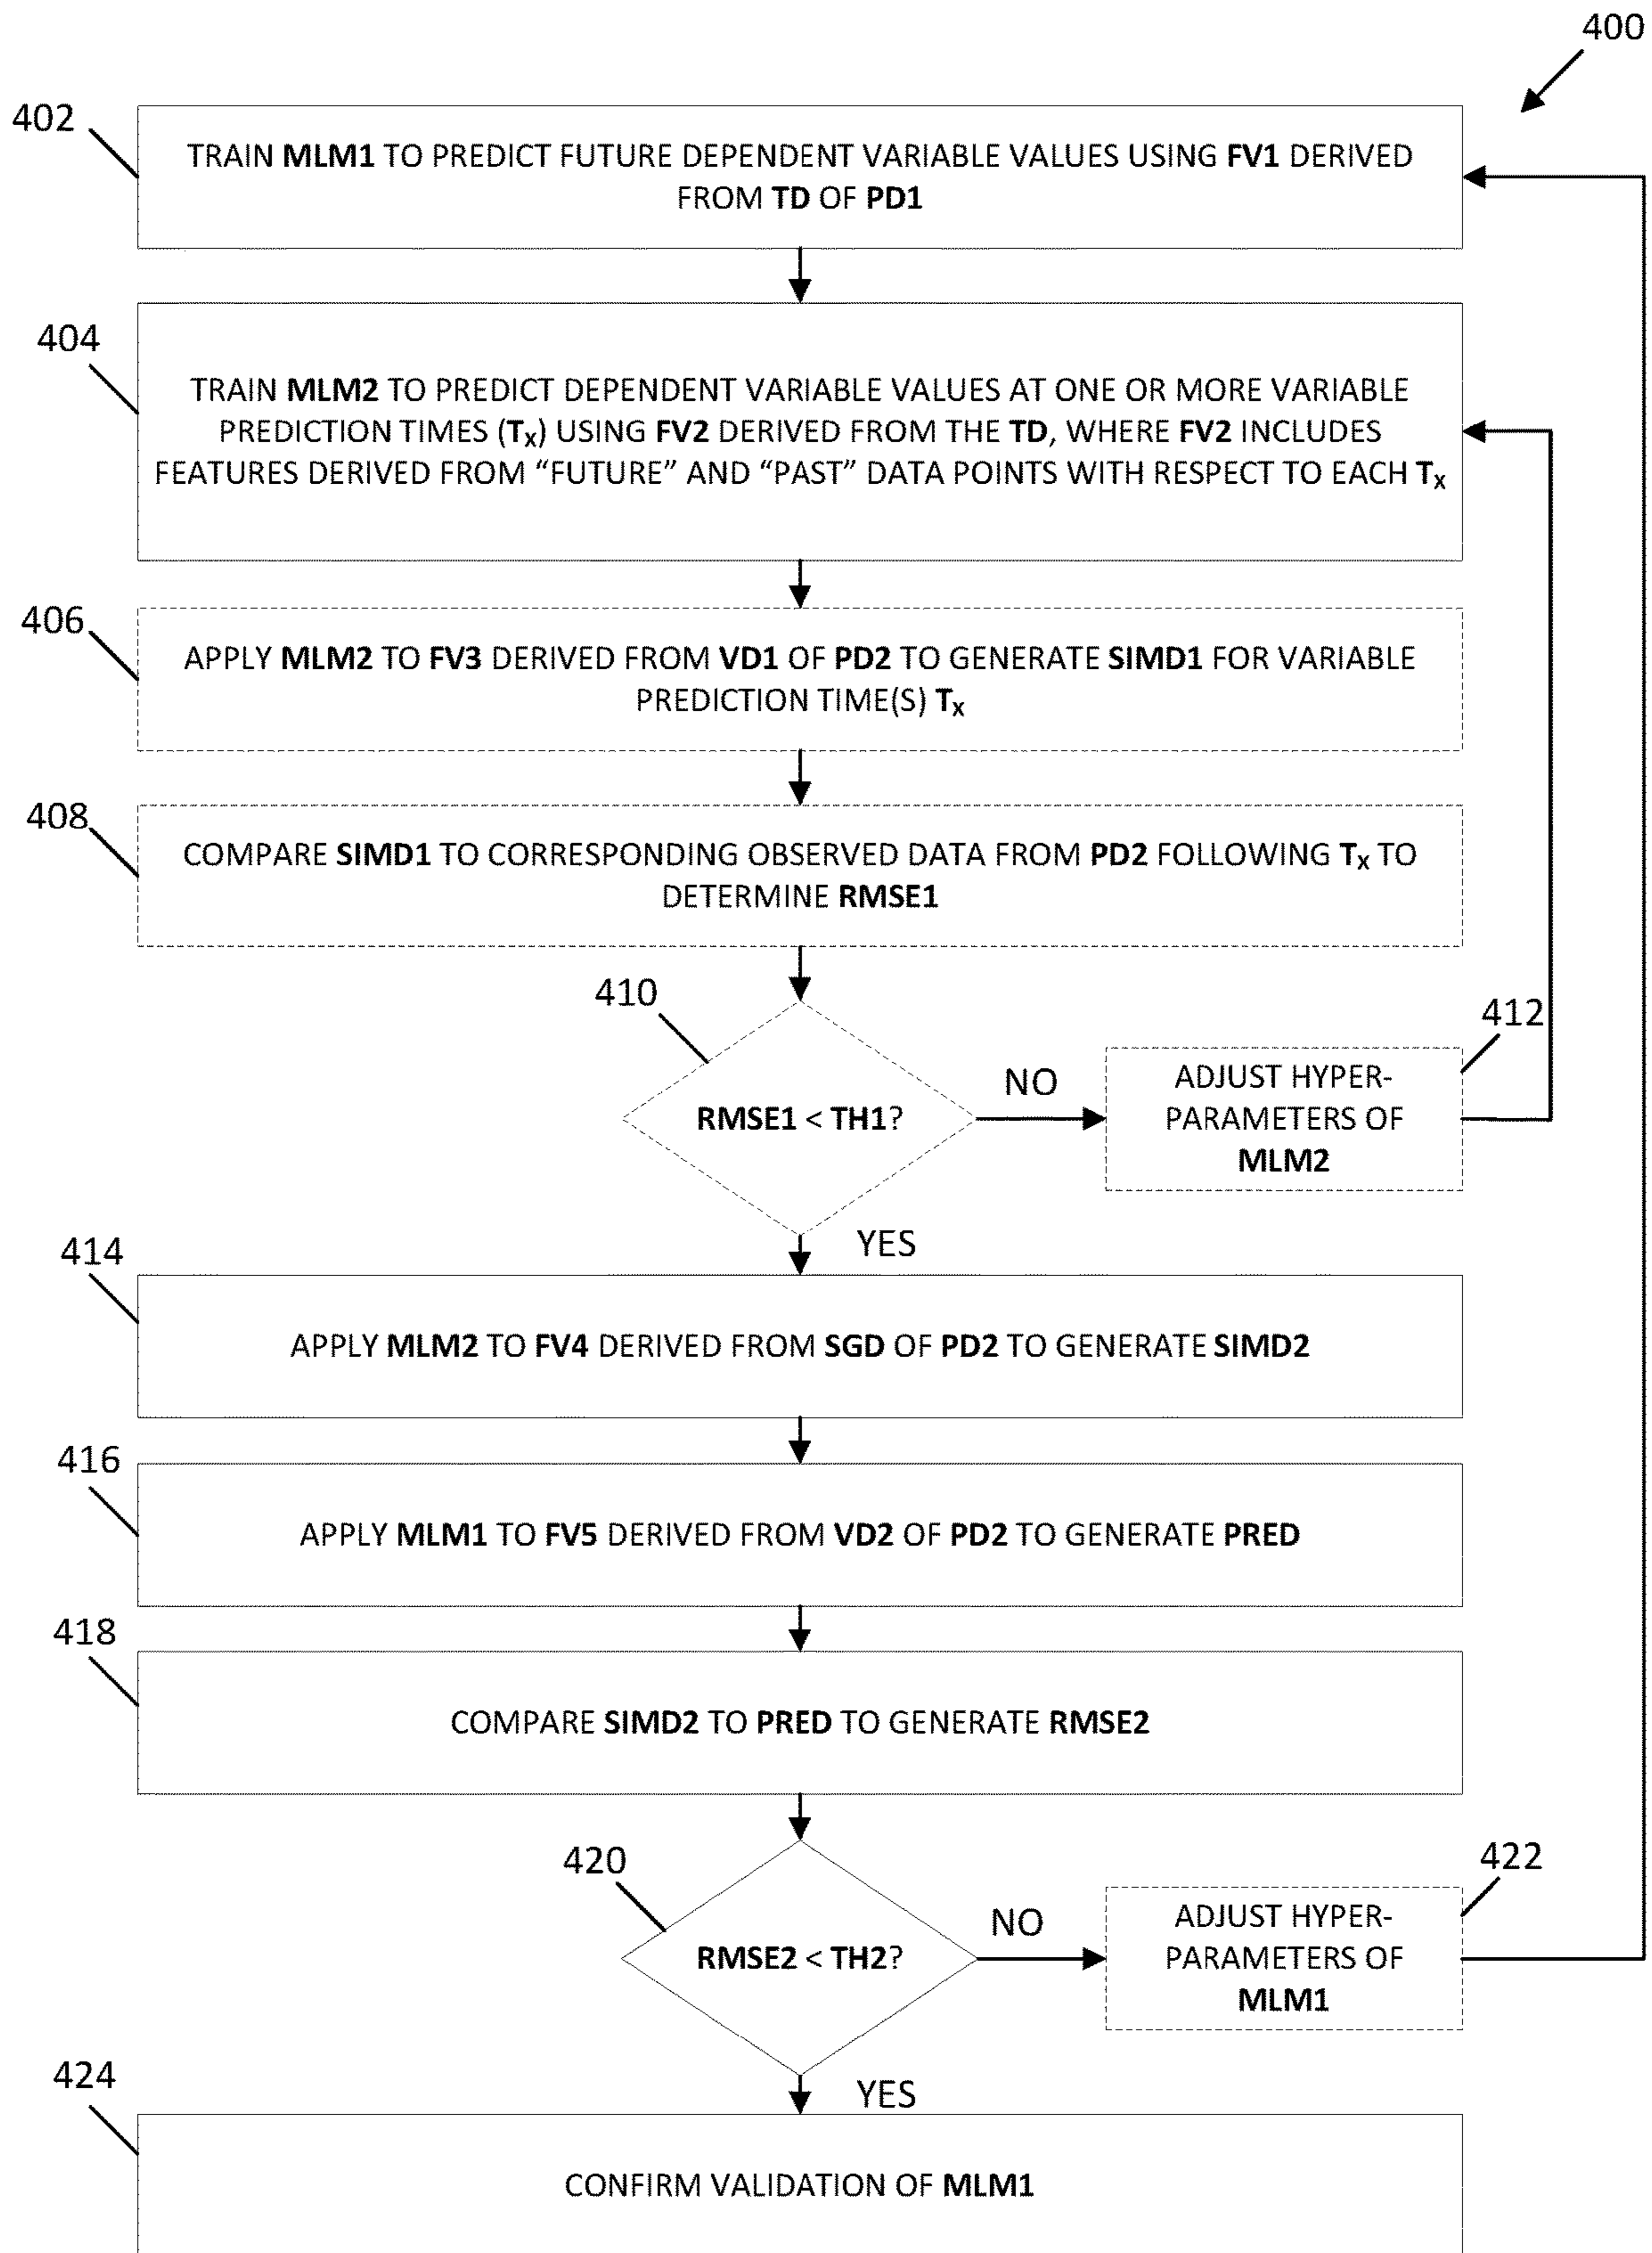 400
402
TRAIN MLM1 TO PREDICT FUTURE DEPENDENT VARIABLE VALUES USING FV1 DERIVED
FROM TD OF PD1
404
TRAIN MLM2 TO PREDICT DEPENDENT VARIABLE VALUES AT ONE OR MORE VARIABLE
PREDICTION TIMES (TX) USING FV2 DERIVED FROM THE TD, WHERE FV2 INCLUDES
FEATURES DERIVED FROM “FUTURE” AND “PAST” DATA POINTS WITH RESPECT TO EACH TX
406
APPLY MLM2 TO FV3 DERIVED FROM VD1 OF PD2 TO GENERATE SIMD1 FOR VARIABLE
PREDICTION TIME(S) TX
408
COMPARE SIMD1 TO CORRESPONDING OBSERVED DATA FROM PD2 FOLLOWING TX TO
DETERMINE RMSE1
410
RMSE1 < TH1?
NO
412
ADJUST HYPER-
PARAMETERS OF
MLM2
YES
414
APPLY MLM2 TO FV4 DERIVED FROM SGD OF PD2 TO GENERATE SIMD2
416
APPLY MLM1 TO FV5 DERIVED FROM VD2 OF PD2 TO GENERATE PRED
418
COMPARE SIMD2 TO PRED TO GENERATE RMSE2
420
RMSE2 < TH2?
NO
422
ADJUST HYPER-
PARAMETERS OF
MLM1
YES
424
CONFIRM VALIDATION OF MLM1